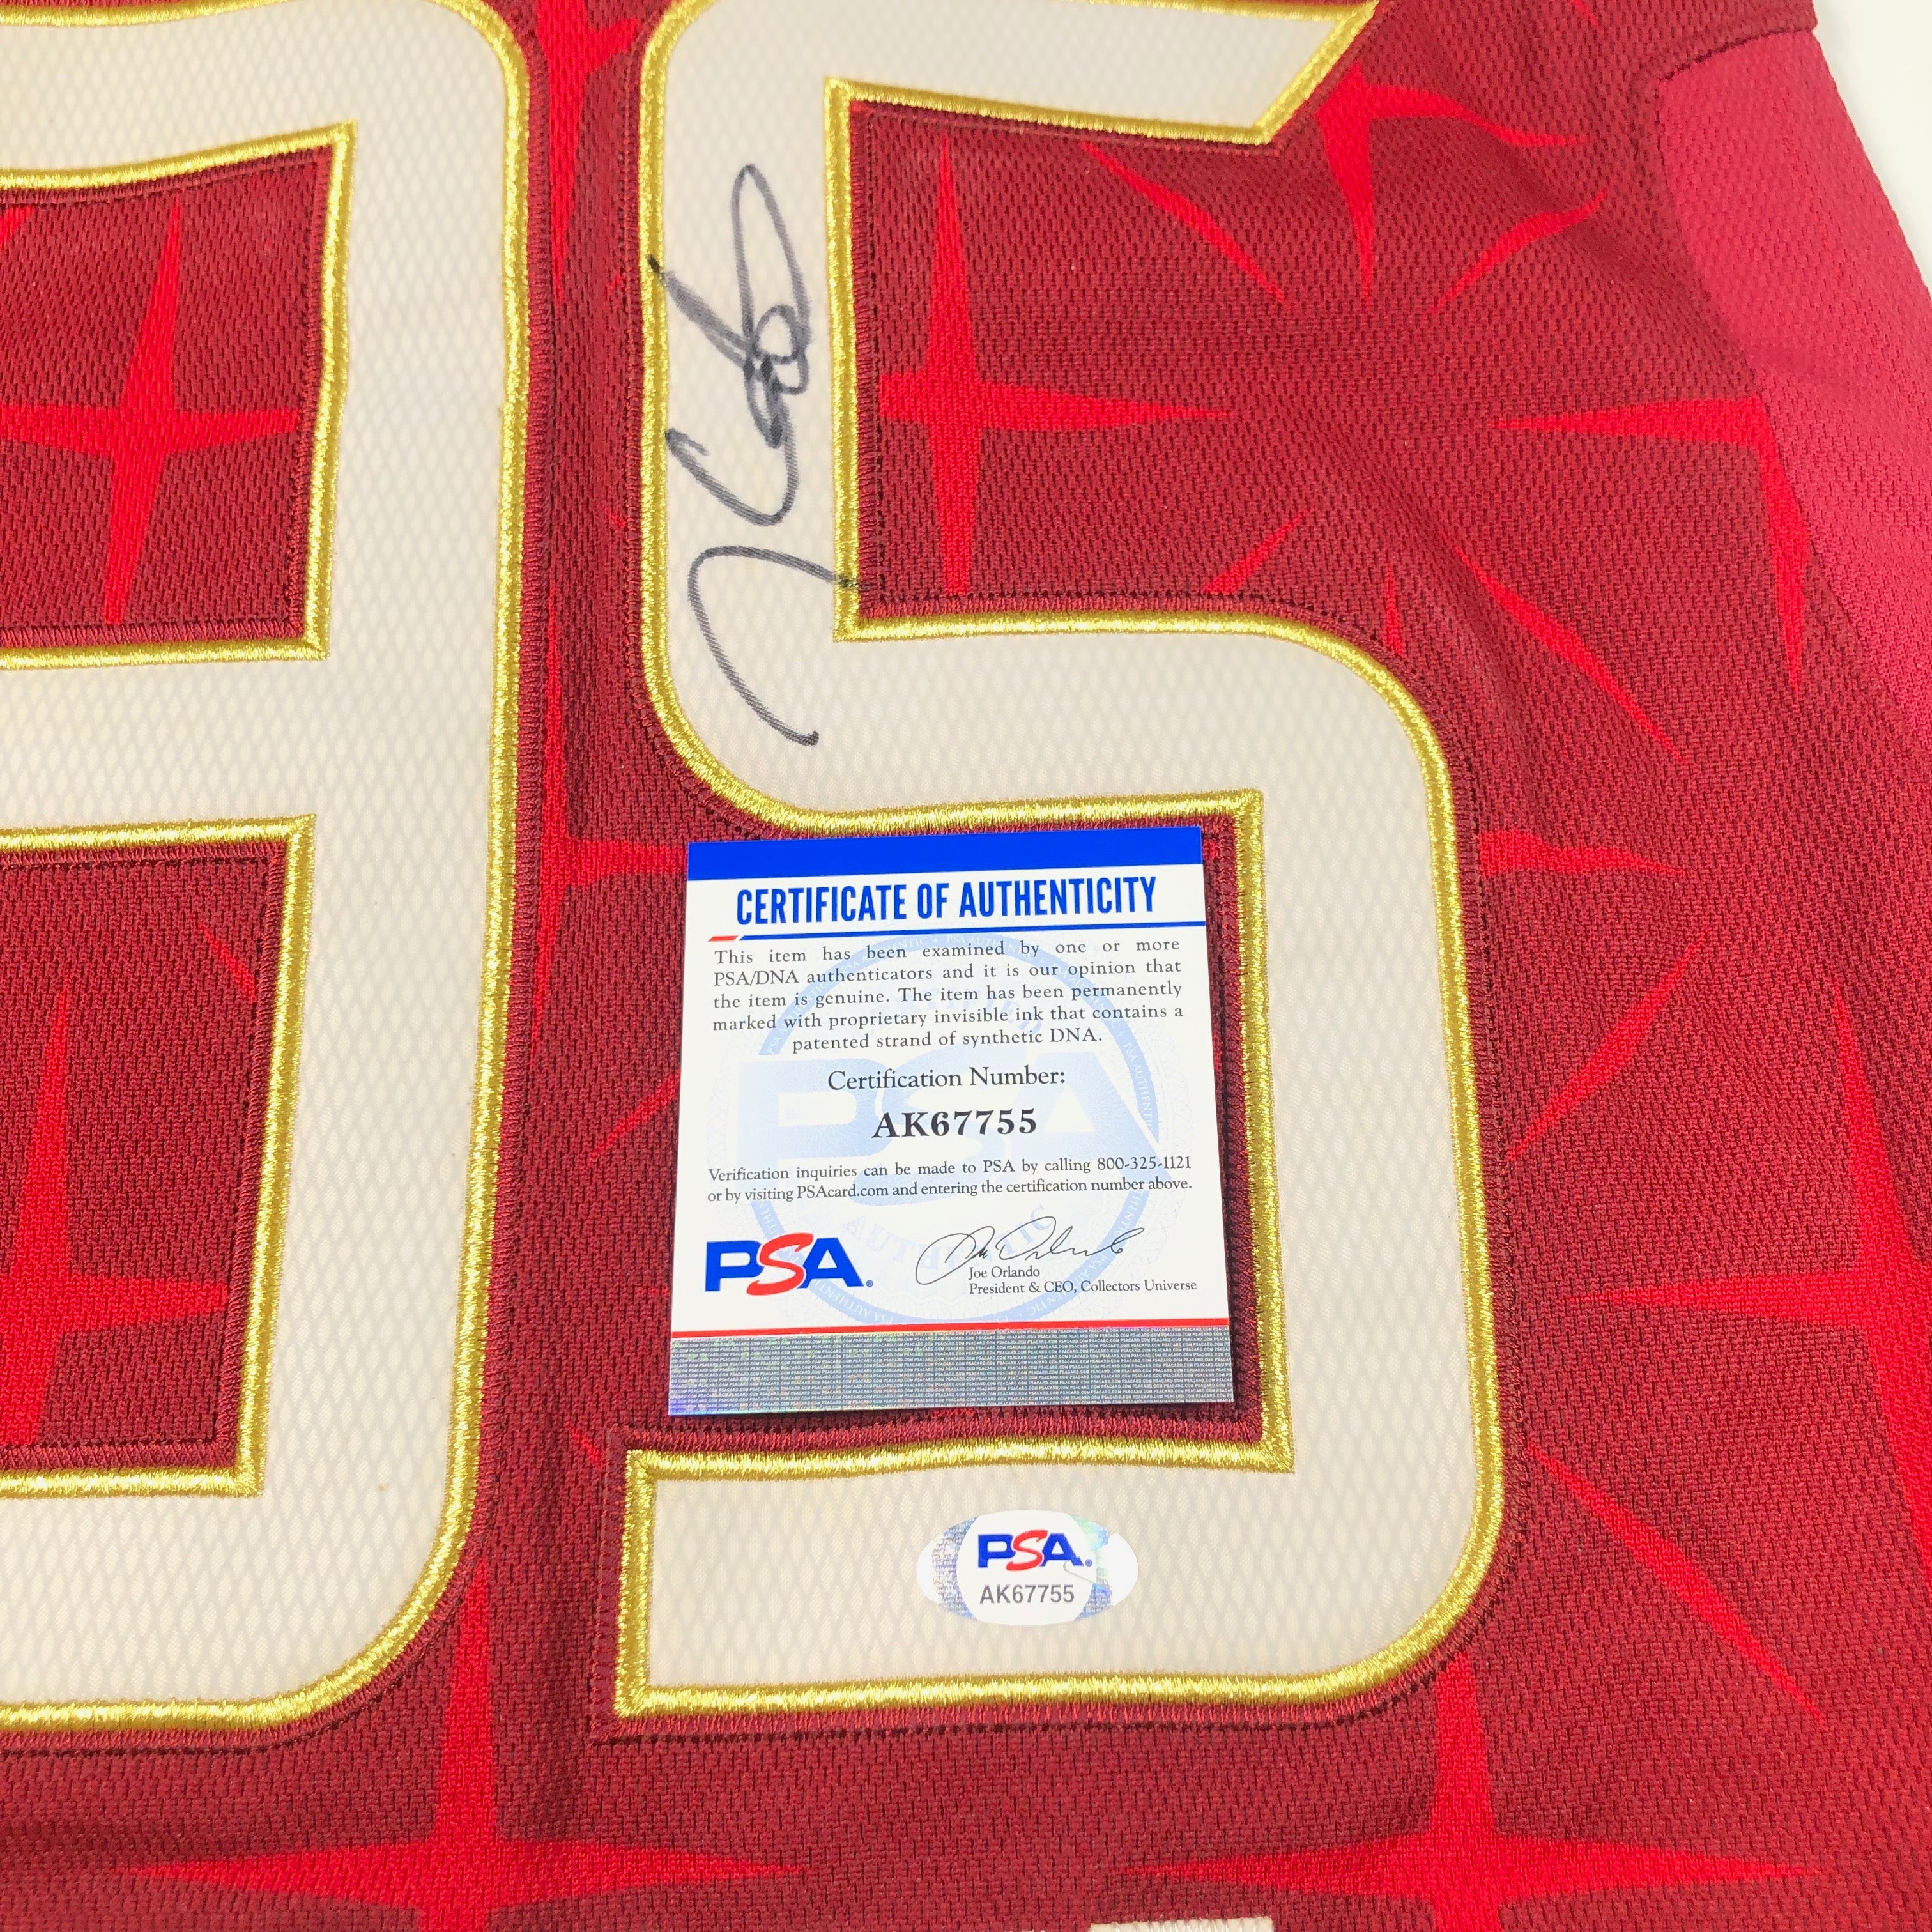 95
CERTIFICATE OF AUTHENTICITY
This item has been examined by one or more
PSA/DNA authenticators and it is our opinion that
the item is genuine. The item has been permanently
marked with proprietary invisible ink that contains a
patented strand of synthetic DNA.
Certification Number:
AK67755
Verification inquiries can be made to PSA by calling 800-325-1121
or by visiting PSAcard.com and entering the certification number above.
PSA®
Joe Orlando
President & CEO, Collectors Universe
PSA®
AK67755